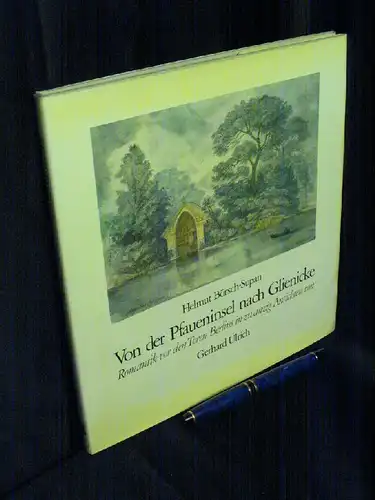 Helmut Börsch-Supan
Von der Pfaueninsel nach Glienicke
Romantik vor den Toren Berlins in zwanzig Aquarellen von
Gerhard Ulrich